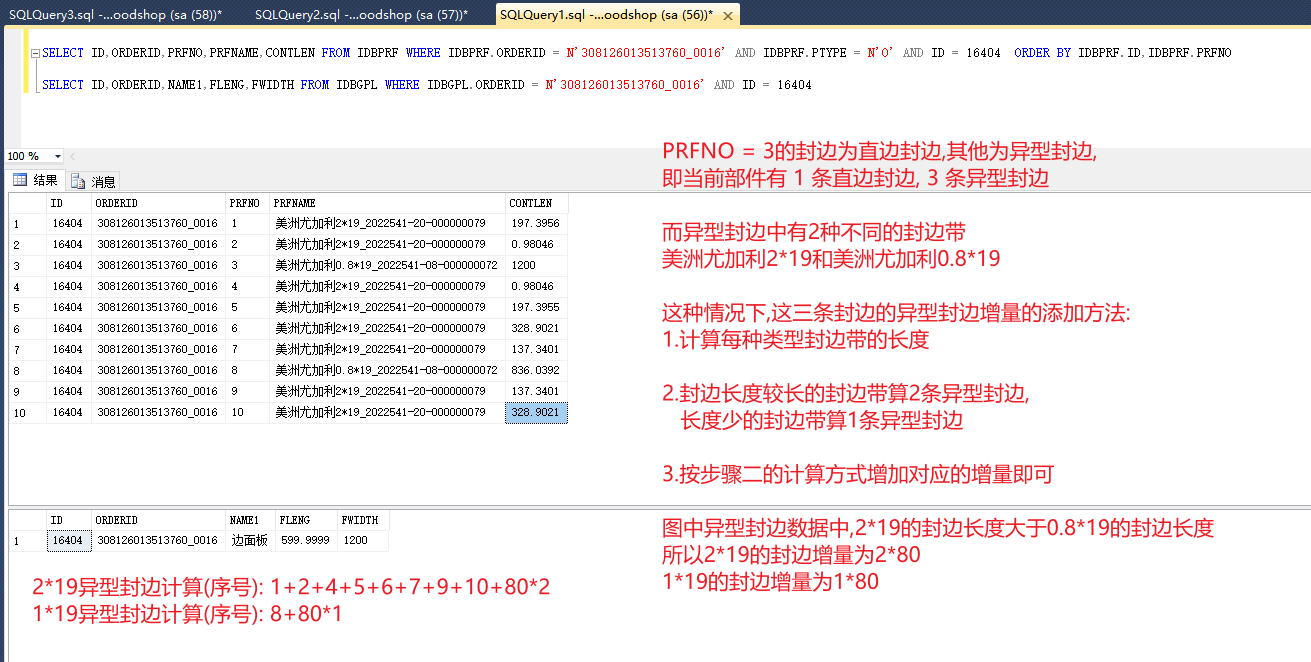 SQLQuery3.sql -...oodshop (sa (58))*  SQLQuery2.sql -...oodshop (sa (57))*  SQLQuery1.sql -...oodshop (sa (56))* ×
SELECT ID,ORDERID,PRFNO,PRFNAME,CONTLEN FROM IDBPRF WHERE IDBPRF.ORDERID = N'308126013513760_0016' AND IDBPRF.PTYPE = N'O' AND ID = 16404 ORDER BY IDBPRF.ID,IDBPRF.PRFNO
SELECT ID,ORDERID,NAME1,FLENG,FWIDTH FROM IDBGPL WHERE IDBGPL.ORDERID = N'308126013513760_0016' AND ID = 16404
100 %
结果 消息
ID ORDERID PRFNO PRFNAME CONTLEN
1 16404 308126013513760_0016 1 美洲尤加利2*19_2022541-20-000000079 197.3956
2 16404 308126013513760_0016 2 美洲尤加利2*19_2022541-20-000000079 0.98046
3 16404 308126013513760_0016 3 美洲尤加利0.8*19_2022541-08-000000072 1200
4 16404 308126013513760_0016 4 美洲尤加利2*19_2022541-20-000000079 0.98046
5 16404 308126013513760_0016 5 美洲尤加利2*19_2022541-20-000000079 197.3955
6 16404 308126013513760_0016 6 美洲尤加利2*19_2022541-20-000000079 328.9021
7 16404 308126013513760_0016 7 美洲尤加利2*19_2022541-20-000000079 137.3401
8 16404 308126013513760_0016 8 美洲尤加利0.8*19_2022541-08-000000072 836.0392
9 16404 308126013513760_0016 9 美洲尤加利2*19_2022541-20-000000079 137.3401
10 16404 308126013513760_0016 10 美洲尤加利2*19_2022541-20-000000079 328.9021
PRFNO = 3的封边为直边封边,其他为异型封边,
即当前部件有 1 条直边封边, 3 条异型封边
而异型封边中有2种不同的封边带
美洲尤加利2*19和美洲尤加利0.8*19
这种情况下,这三条封边的异型封边增量的添加方法:
1.计算每种类型封边带的长度
2.封边长度较长的封边带算2条异型封边,
长度少的封边带算1条异型封边
3.按步骤二的计算方式增加对应的增量即可
图中异型封边数据中,2*19的封边长度大于0.8*19的封边长度
所以2*19的封边增量为2*80
1*19的封边增量为1*80
ID ORDERID NAME1 FLENG FWIDTH
1 16404 308126013513760_0016 边面板 599.9999 1200
2*19异型封边计算(序号): 1+2+4+5+6+7+9+10+80*2
1*19异型封边计算(序号): 8+80*1